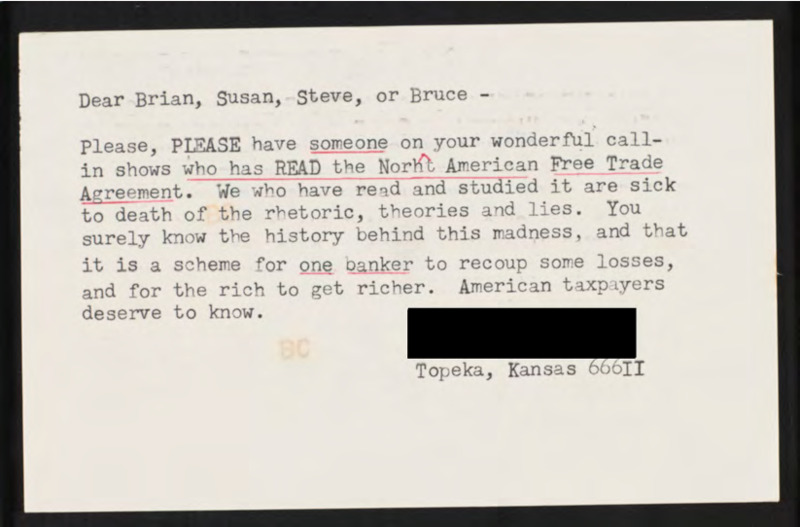 Dear Brian, Susan, Steve, or Bruce -
Please, PLEASE have someone on your wonderful call-
in shows who has READ the Norht American Free Trade
Agreement. We who have read and studied it are sick
to death of the rhetoric, theories and lies. You
surely know the history behind this madness, and that
it is a scheme for one banker to recoup some losses,
and for the rich to get richer. American taxpayers
deserve to know.
BC
Topeka, Kansas 666II